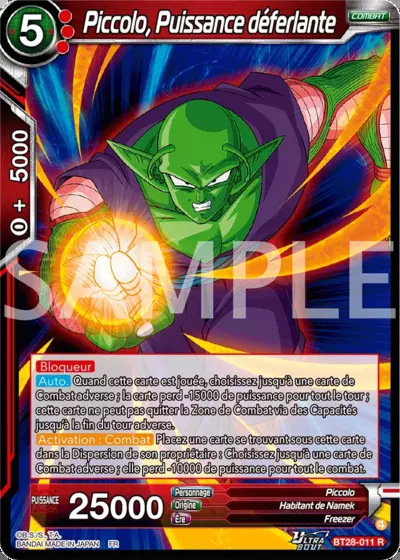 5
Piccolo, Puissance déferlante
COMBAT
0 + 5000
SAMPLE
Bloqueur
Auto. Quand cette carte est jouée, choisissez jusqu'à une carte de
Combat adverse ; la carte perd -15000 de puissance pour tout le tour ;
cette carte ne peut pas quitter la Zone de Combat via des Capacités
jusqu'à la fin du tour adverse.
Activation : Combat Placez une carte se trouvant sous cette carte
dans la Dispersion de son propriétaire : Choisissez jusqu'à une carte de
Combat adverse ; elle perd -10000 de puissance pour tout le combat.
PUISSANCE 25000
Personnage Piccolo
Origine Habitant de Namek
Ère Freezer
©B.S./S., T.A.
BANDAI MADE IN JAPAN FR
ULTRA BOUT
BT28-011 R